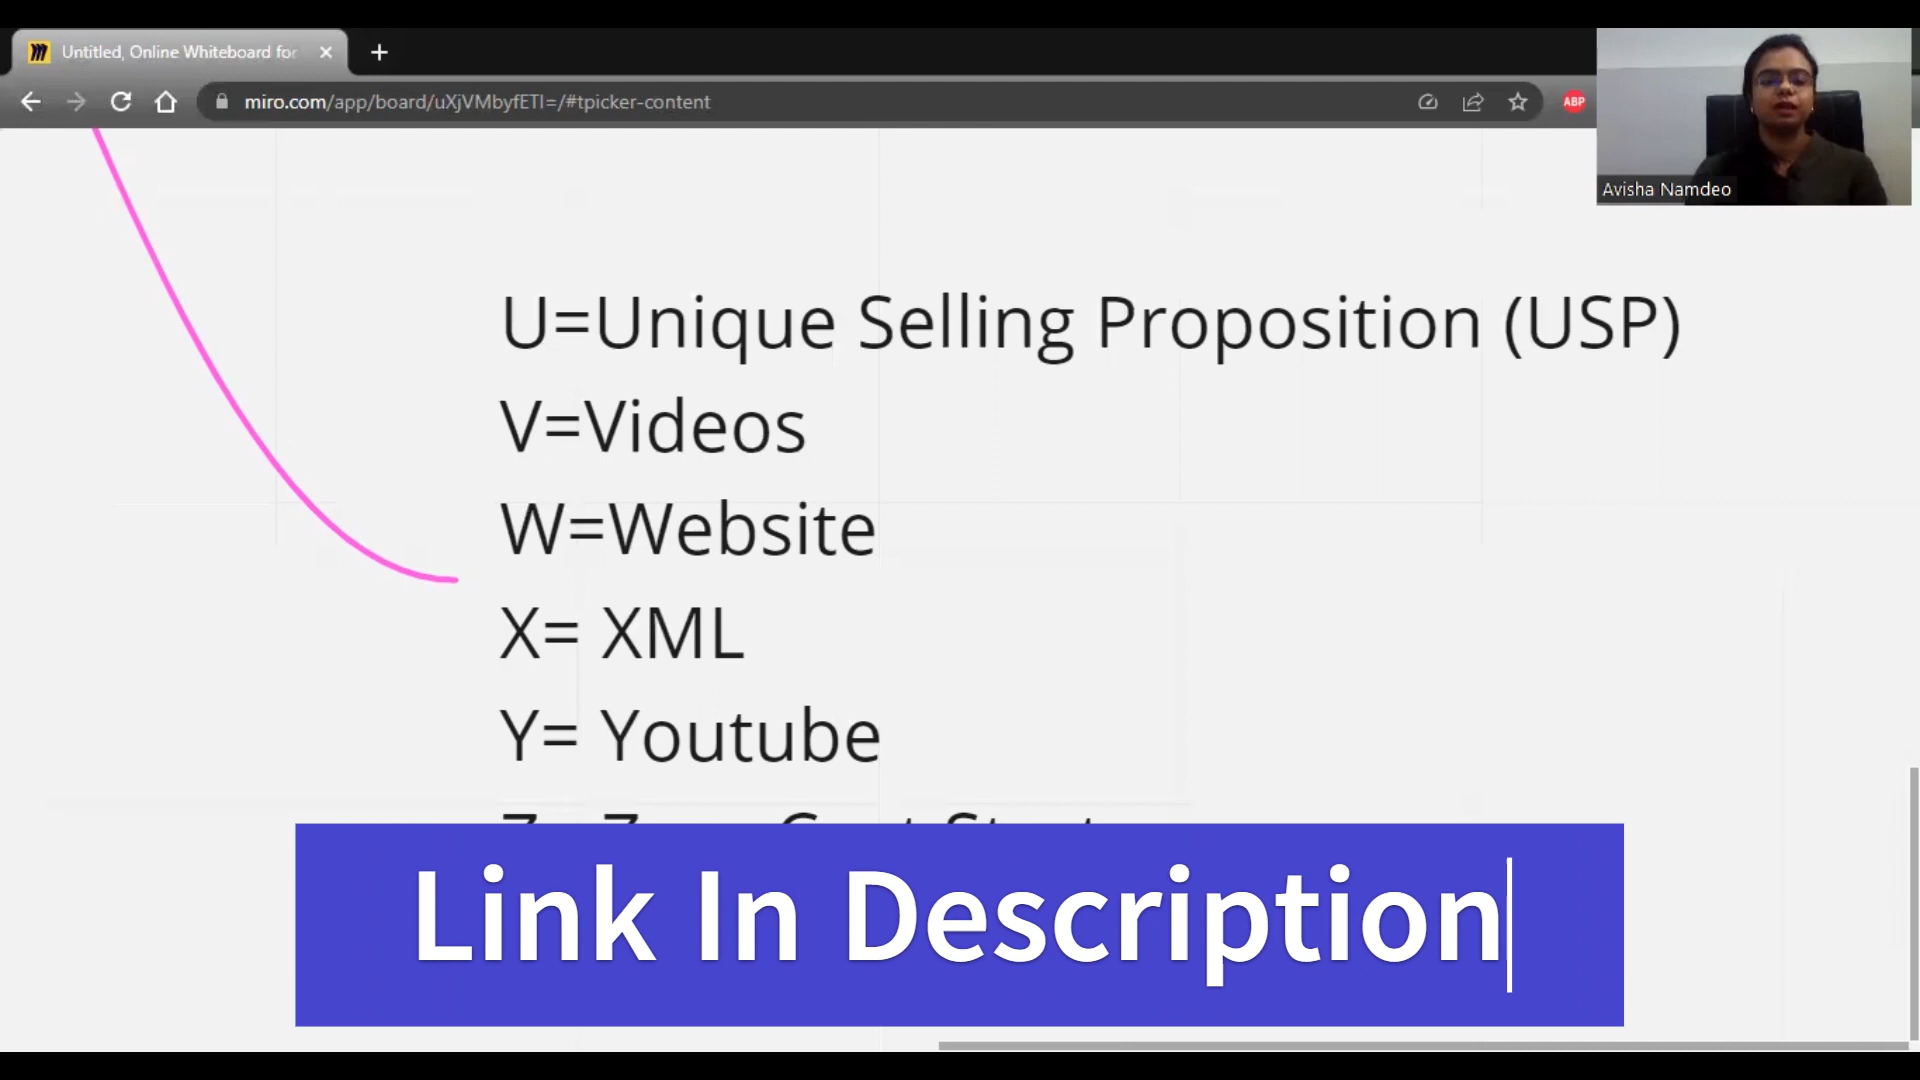 Untitled, Online Whiteboard for
miro.com/app/board/uXjVMbyfETI=/#tpicker-content
ABP
Avisha Namdeo
U=Unique Selling Proposition (USP)
V=Videos
W=Website
X= XML
Y= Youtube
Link In Description